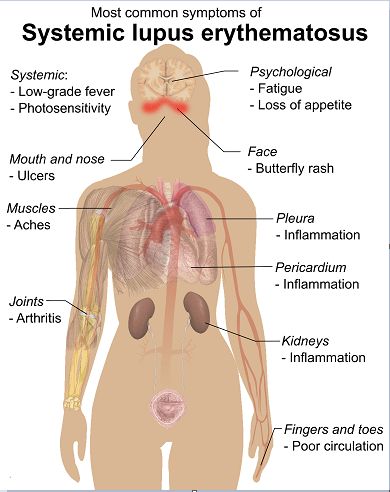 Most common symptoms of
Systemic lupus erythematosus
Systemic:
- Low-grade fever
- Photosensitivity
Psychological
- Fatigue
- Loss of appetite
Mouth and nose
- Ulcers
Face
- Butterfly rash
Muscles
- Aches
Pleura
- Inflammation
Pericardium
- Inflammation
Joints
- Arthritis
Kidneys
- Inflammation
Fingers and toes
- Poor circulation